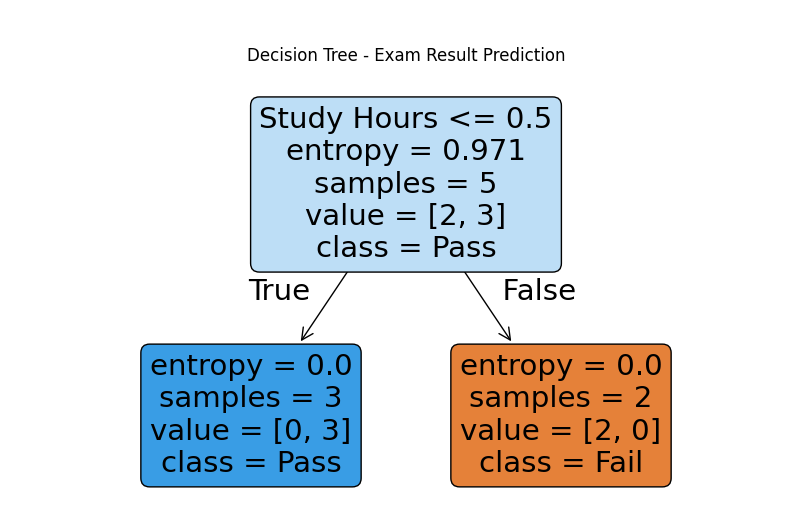 Decision Tree - Exam Result Prediction
Study Hours <= 0.5
entropy = 0.971
samples = 5
value = [2, 3]
class = Pass
True
False
entropy = 0.0
samples = 3
value = [0, 3]
class = Pass
entropy = 0.0
samples = 2
value = [2, 0]
class = Fail